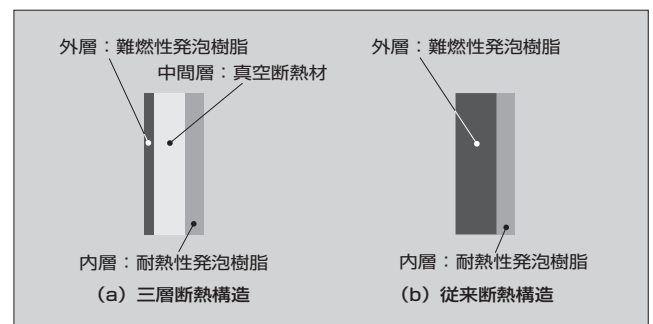 外層：難燃性発泡樹脂
中間層：真空断熱材
内層：耐熱性発泡樹脂
(a) 三層断熱構造
外層：難燃性発泡樹脂
内層：耐熱性発泡樹脂
(b) 従来断熱構造